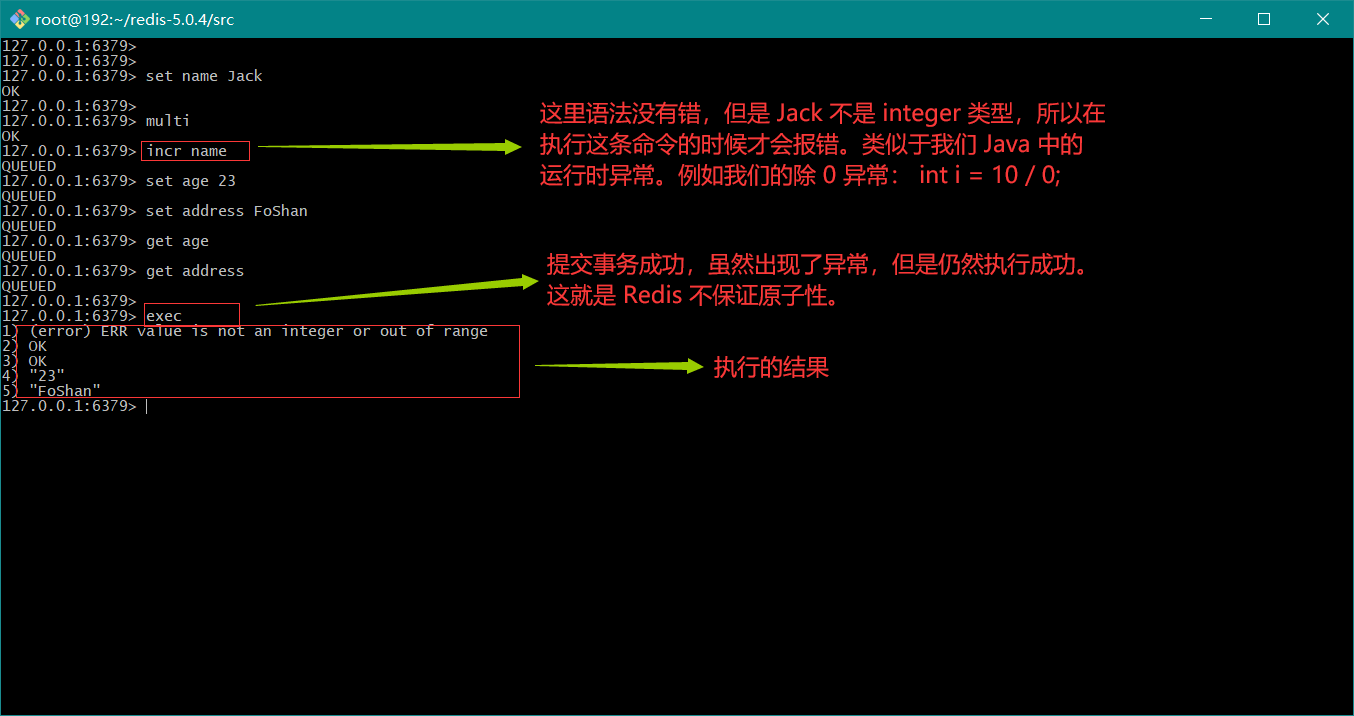 root@192:~/redis-5.0.4/src
127.0.0.1:6379>
127.0.0.1:6379>
127.0.0.1:6379> set name Jack
OK
127.0.0.1:6379>
127.0.0.1:6379> multi
OK
127.0.0.1:6379> incr name
QUEUED
127.0.0.1:6379> set age 23
QUEUED
127.0.0.1:6379> set address FoShan
QUEUED
127.0.0.1:6379> get age
QUEUED
127.0.0.1:6379> get address
QUEUED
127.0.0.1:6379>
127.0.0.1:6379> exec
1) (error) ERR value is not an integer or out of range
2) OK
3) OK
4) "23"
5) "FoShan"
127.0.0.1:6379>
这里语法没有错，但是 Jack 不是 integer 类型，所以在
执行这条命令的时候才会报错。类似于我们 Java 中的
运行时异常。例如我们的除 0 异常： int i = 10 / 0;
提交事务成功，虽然出现了异常，但是仍然执行成功。
这就是 Redis 不保证原子性。
执行的结果